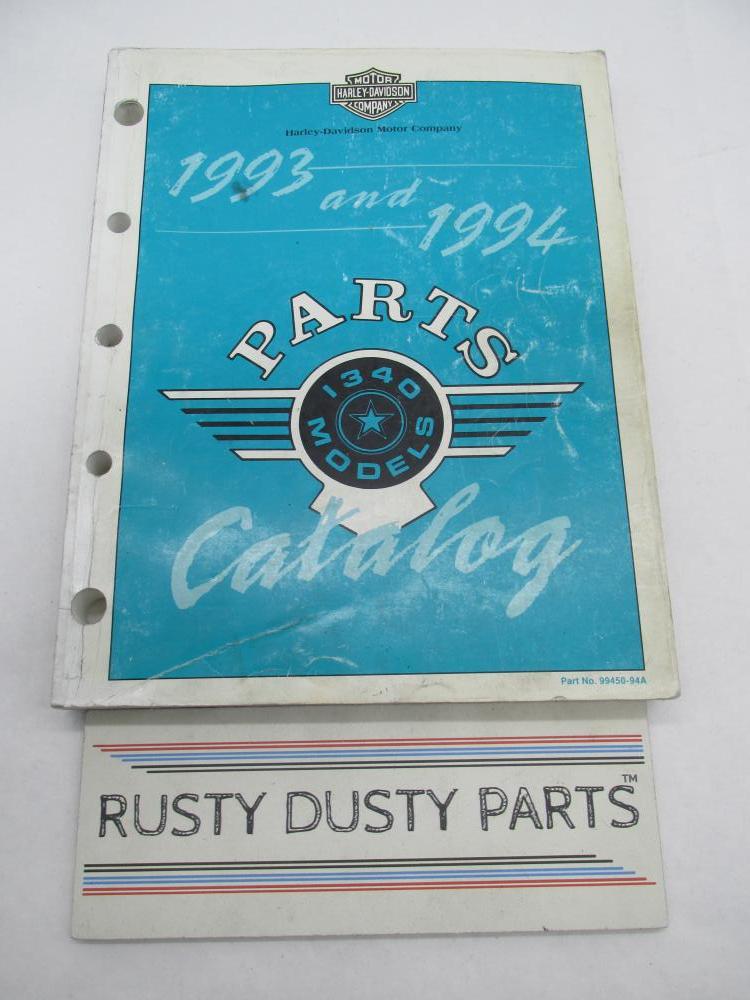 MOTOR
HARLEY-DAVIDSON
COMPANY
Harley-Davidson Motor Company
1993
and
1994
PARTS
1340
MODELS
Catalog
Part No. 99450-94A
RUSTY DUSTY PARTS™